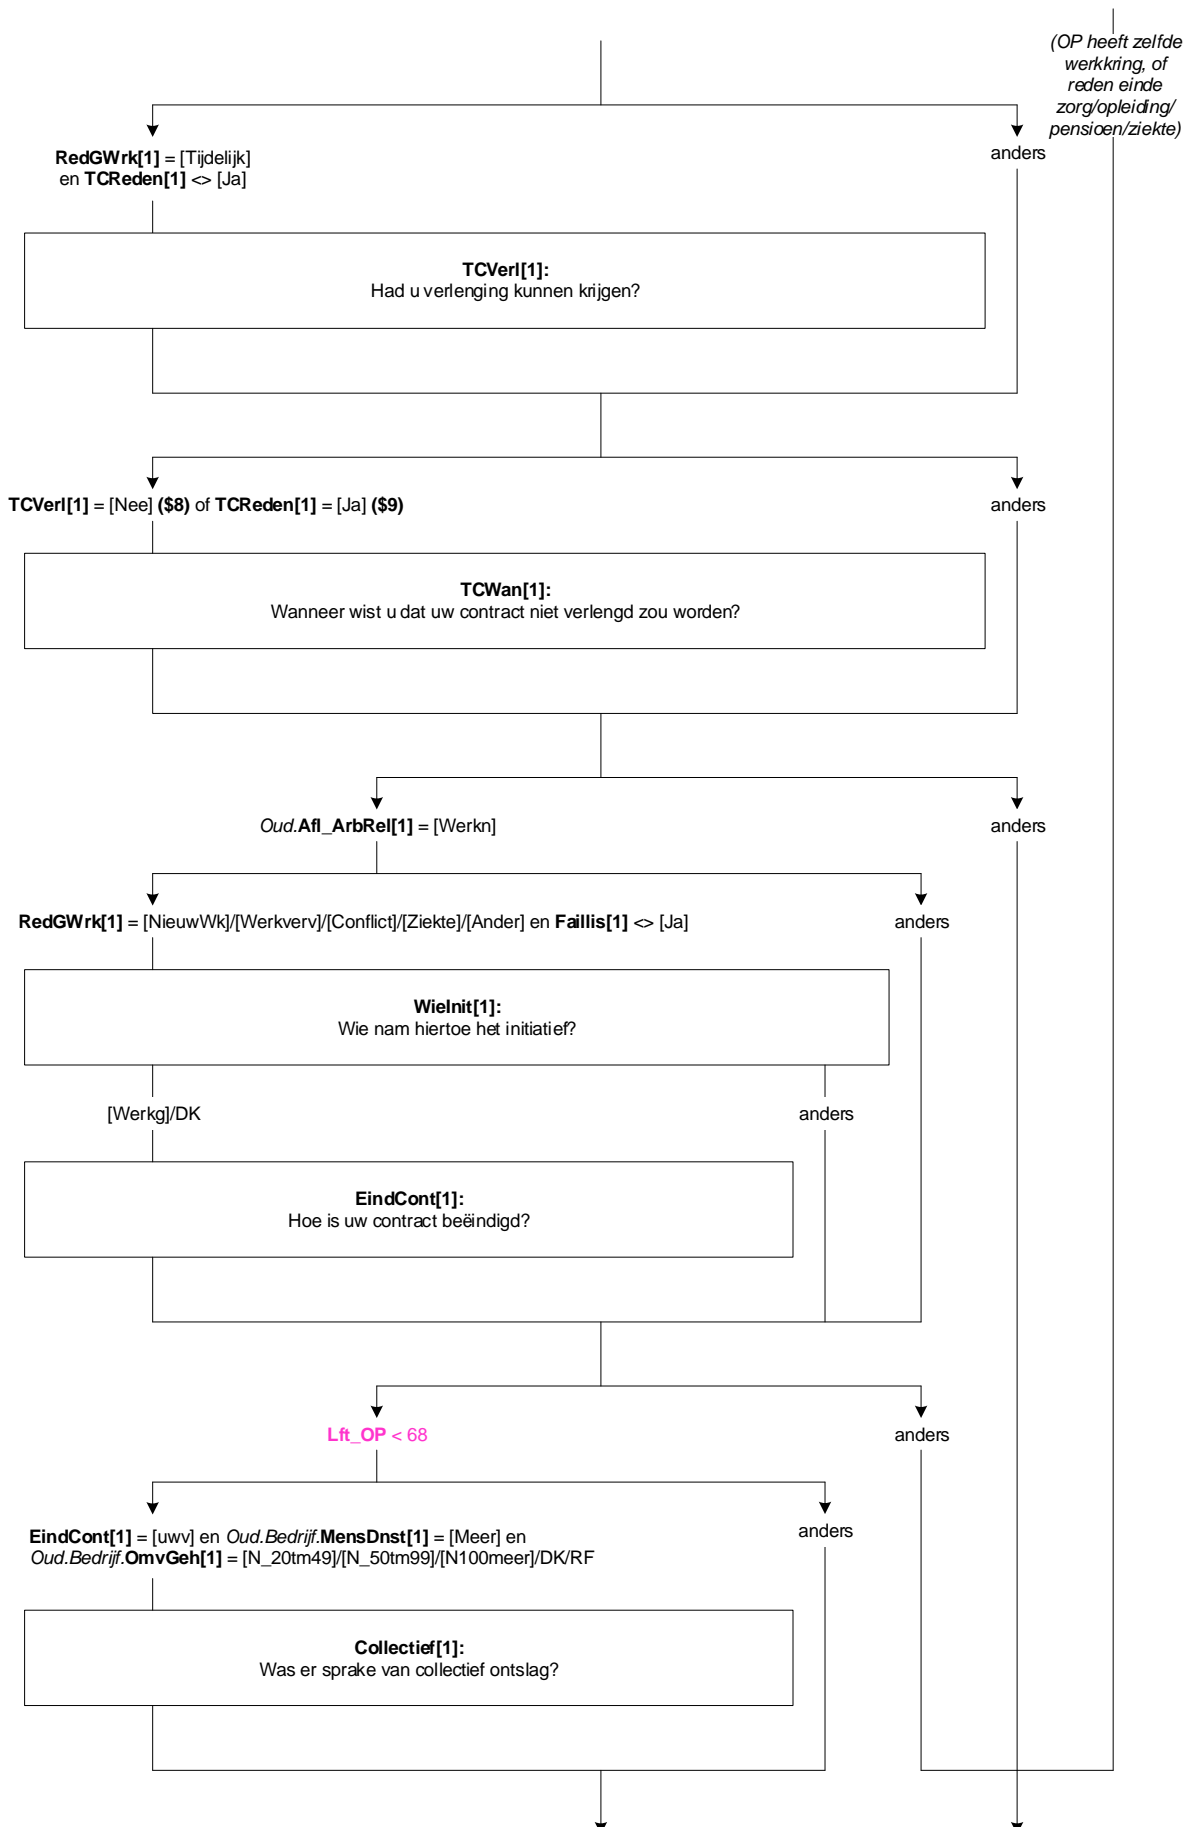 (OP heeft zelfde
werkkring, of
reden einde
zorg/opleiding/
pensioen/ziekte)
RedGWrk[1] = [Tijdelijk]
en TCReden[1] <> [Ja]
anders
TCVerl[1]:
Had u verlenging kunnen krijgen?
TCVerl[1] = [Nee] ($8) of TCReden[1] = [Ja] ($9)
anders
TCWan[1]:
Wanneer wist u dat uw contract niet verlengd zou worden?
Oud.Afl_ArbRel[1] = [Werkn]
anders
RedGWrk[1] = [NieuwWk]/[Werkverv]/[Conflict]/[Ziekte]/[Ander] en Faillis[1] <> [Ja]
anders
WieInit[1]:
Wie nam hiertoe het initiatief?
[Werkg]/DK
anders
EindCont[1]:
Hoe is uw contract beëindigd?
Lft_OP < 68
anders
EindCont[1] = [uwv] en Oud.Bedrijf.MensDnst[1] = [Meer] en
Oud.Bedrijf.OmvGeh[1] = [N_20tm49]/[N_50tm99]/[N100meer]/DK/RF
anders
Collectief[1]:
Was er sprake van collectief ontslag?